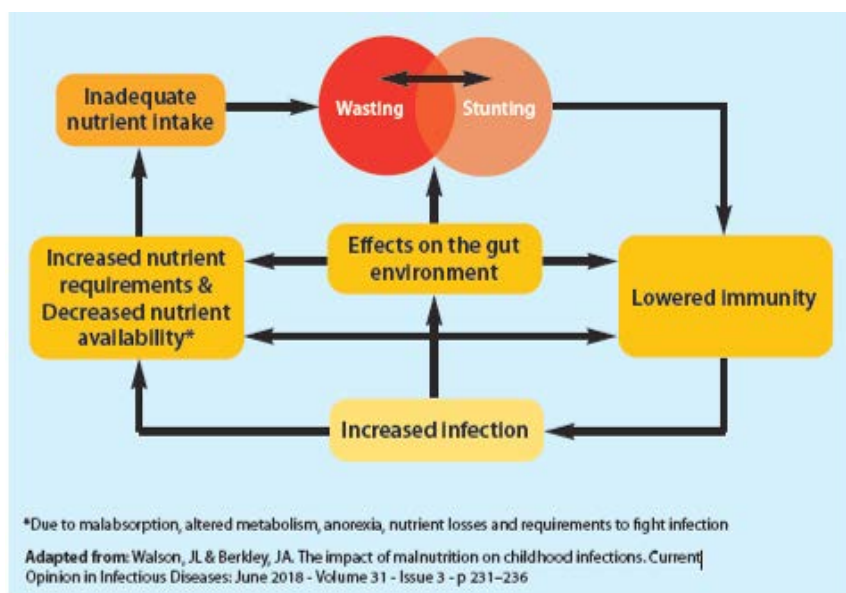 Inadequate
nutrient intake
Wasting
Stunting
Increased nutrient
requirements &
Decreased nutrient
availability*
Effects on the gut
environment
Lowered immunity
Increased infection
*Due to malabsorption, altered metabolism, anorexia, nutrient losses and requirements to fight infection
Adapted from: Walson, JL & Berkley, JA. The impact of malnutrition on childhood infections. Current
Opinion in Infectious Diseases: June 2018 - Volume 31 - Issue 3 - p 231–236